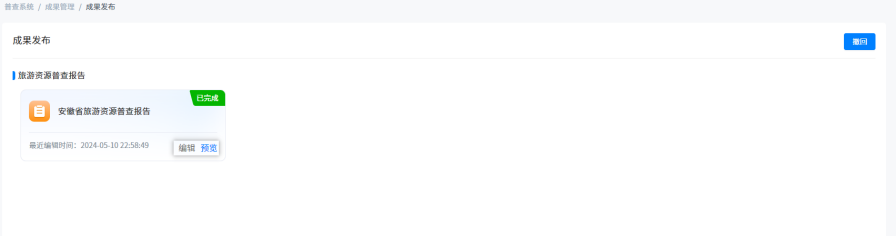 普查系统 / 成果管理 / 成果发布
成果发布
撤回
旅游资源普查报告
已完成
安徽省旅游资源普查报告
最近编辑时间：2024-05-10 22:58:49
编辑 预览